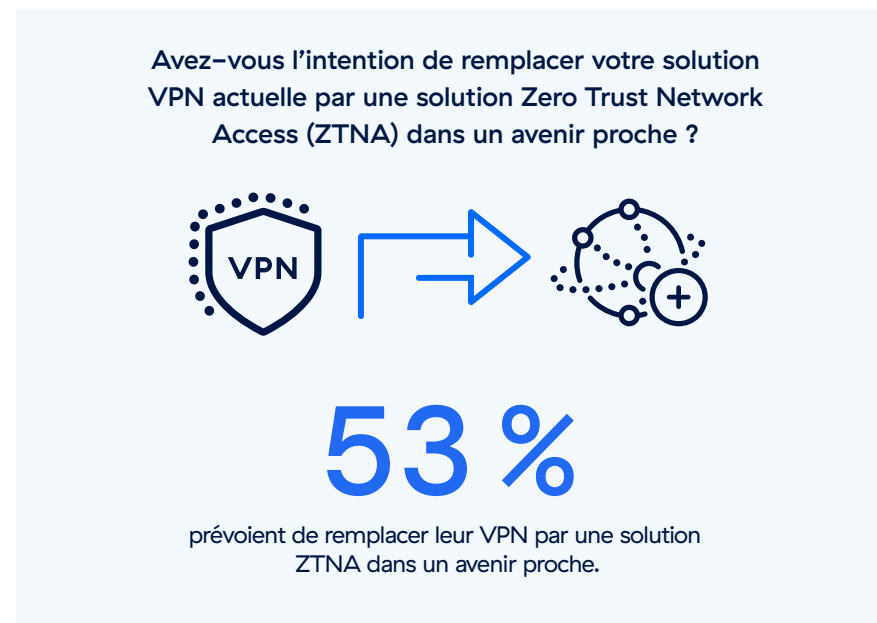 Avez-vous l'intention de remplacer votre solution
VPN actuelle par une solution Zero Trust Network
Access (ZTNA) dans un avenir proche ?
VPN
53 %
prévoient de remplacer leur VPN par une solution
ZTNA dans un avenir proche.